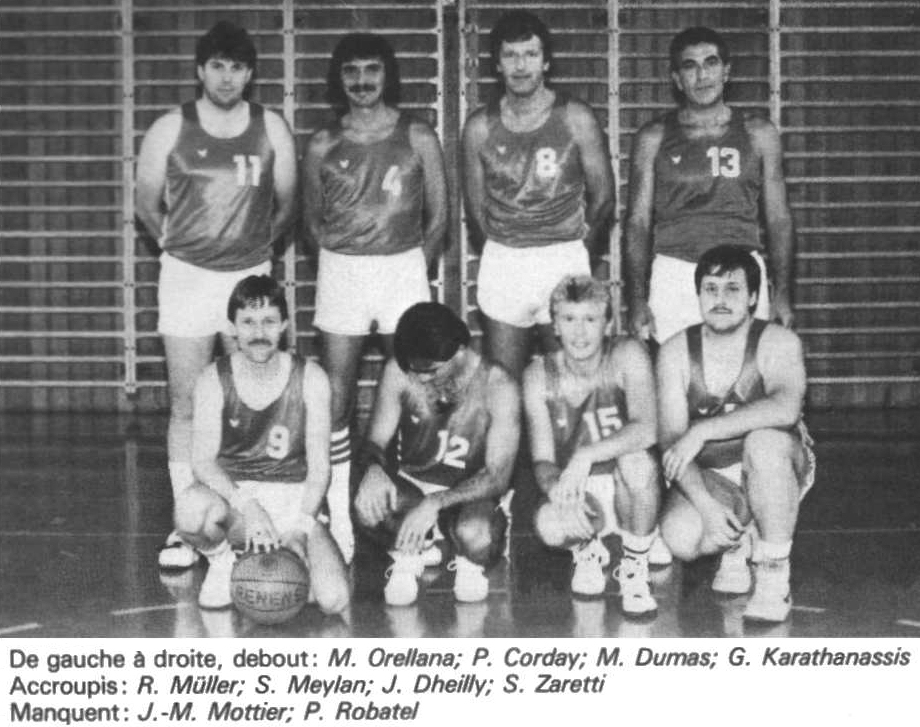 11
4
8
13
9
12
15
RENENS
De gauche à droite, debout: M. Orellana; P. Corday; M. Dumas; G. Karathanassis
Accroupis: R. Müller; S. Meylan; J. Dheilly; S. Zaretti
Manquent: J.-M. Mottier; P. Robatel